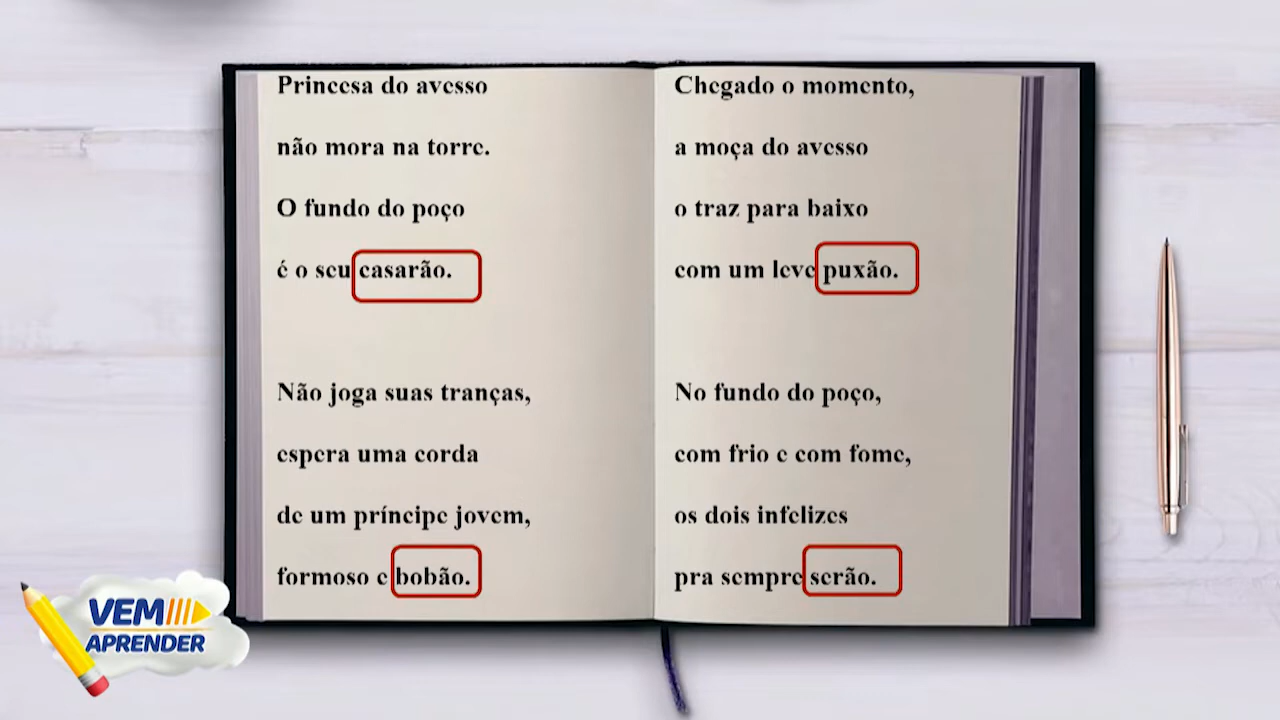 Princesa do avesso
não mora na torre.
O fundo do poço
é o seu casarão.
Não joga suas tranças,
espera uma corda
de um príncipe jovem,
formoso e bobão.
Chegado o momento,
a moça do avesso
o traz para baixo
com um leve puxão.
No fundo do poço,
com frio e com fome,
os dois infelizes
pra sempre serão.
VEM
APRENDER